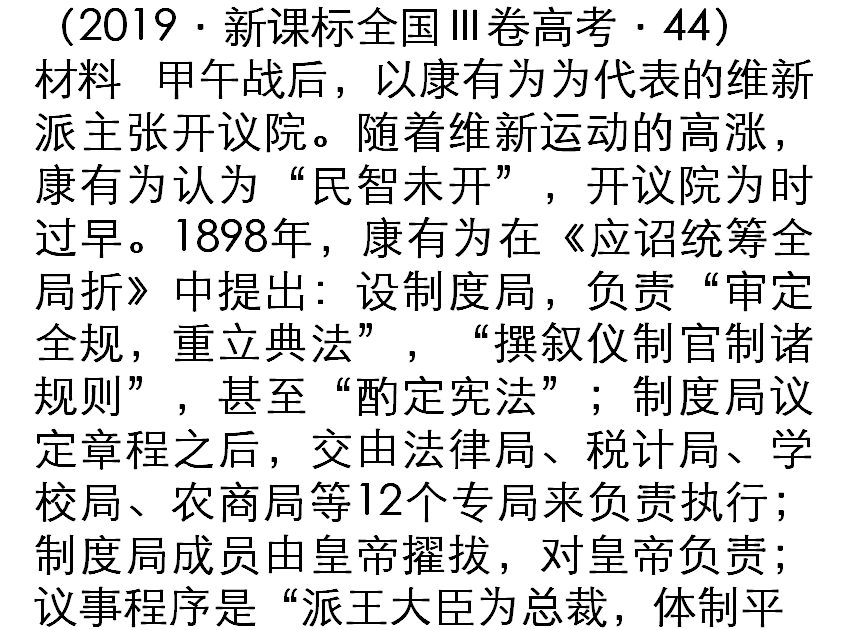 （2019·新课标全国Ⅲ卷高考·44）
材料 甲午战后，以康有为为代表的维新
派主张开议院。随着维新运动的高涨，
康有为认为“民智未开”，开议院为时
过早。1898年，康有为在《应诏统筹全
局折》中提出：设制度局，负责“审定
全规，重立典法”，“撰叙仪制官制诸
规则”，甚至“酌定宪法”；制度局议
定章程之后，交由法律局、税计局、学
校局、农商局等12个专局来负责执行；
制度局成员由皇帝擢拔，对皇帝负责；
议事程序是“派王大臣为总裁，体制平